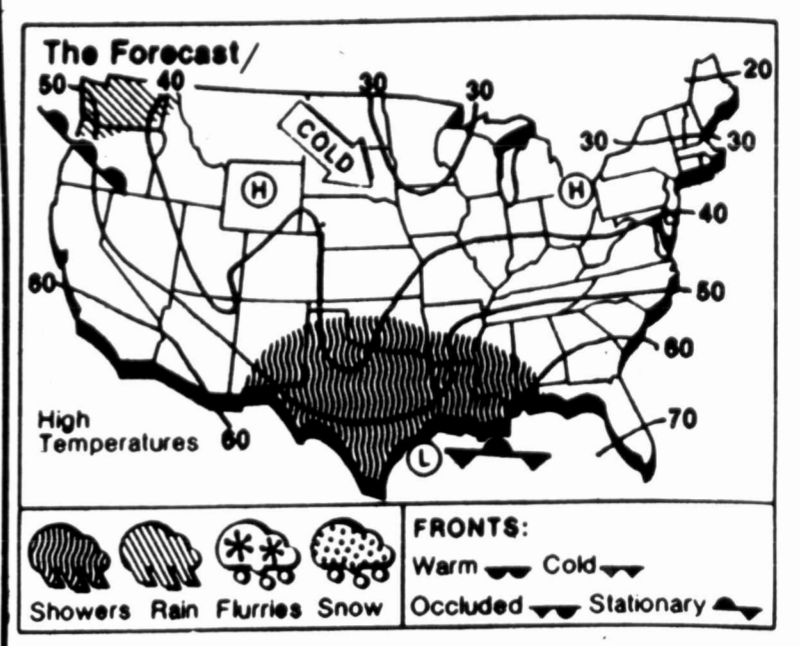 The Forecast
50 40 30 30 20
COLD
30 30
H H
40
60 50
60
High
Temperatures
60 70
L
Showers Rain Flurries Snow
FRONTS:
Warm Cold
Occluded Stationary